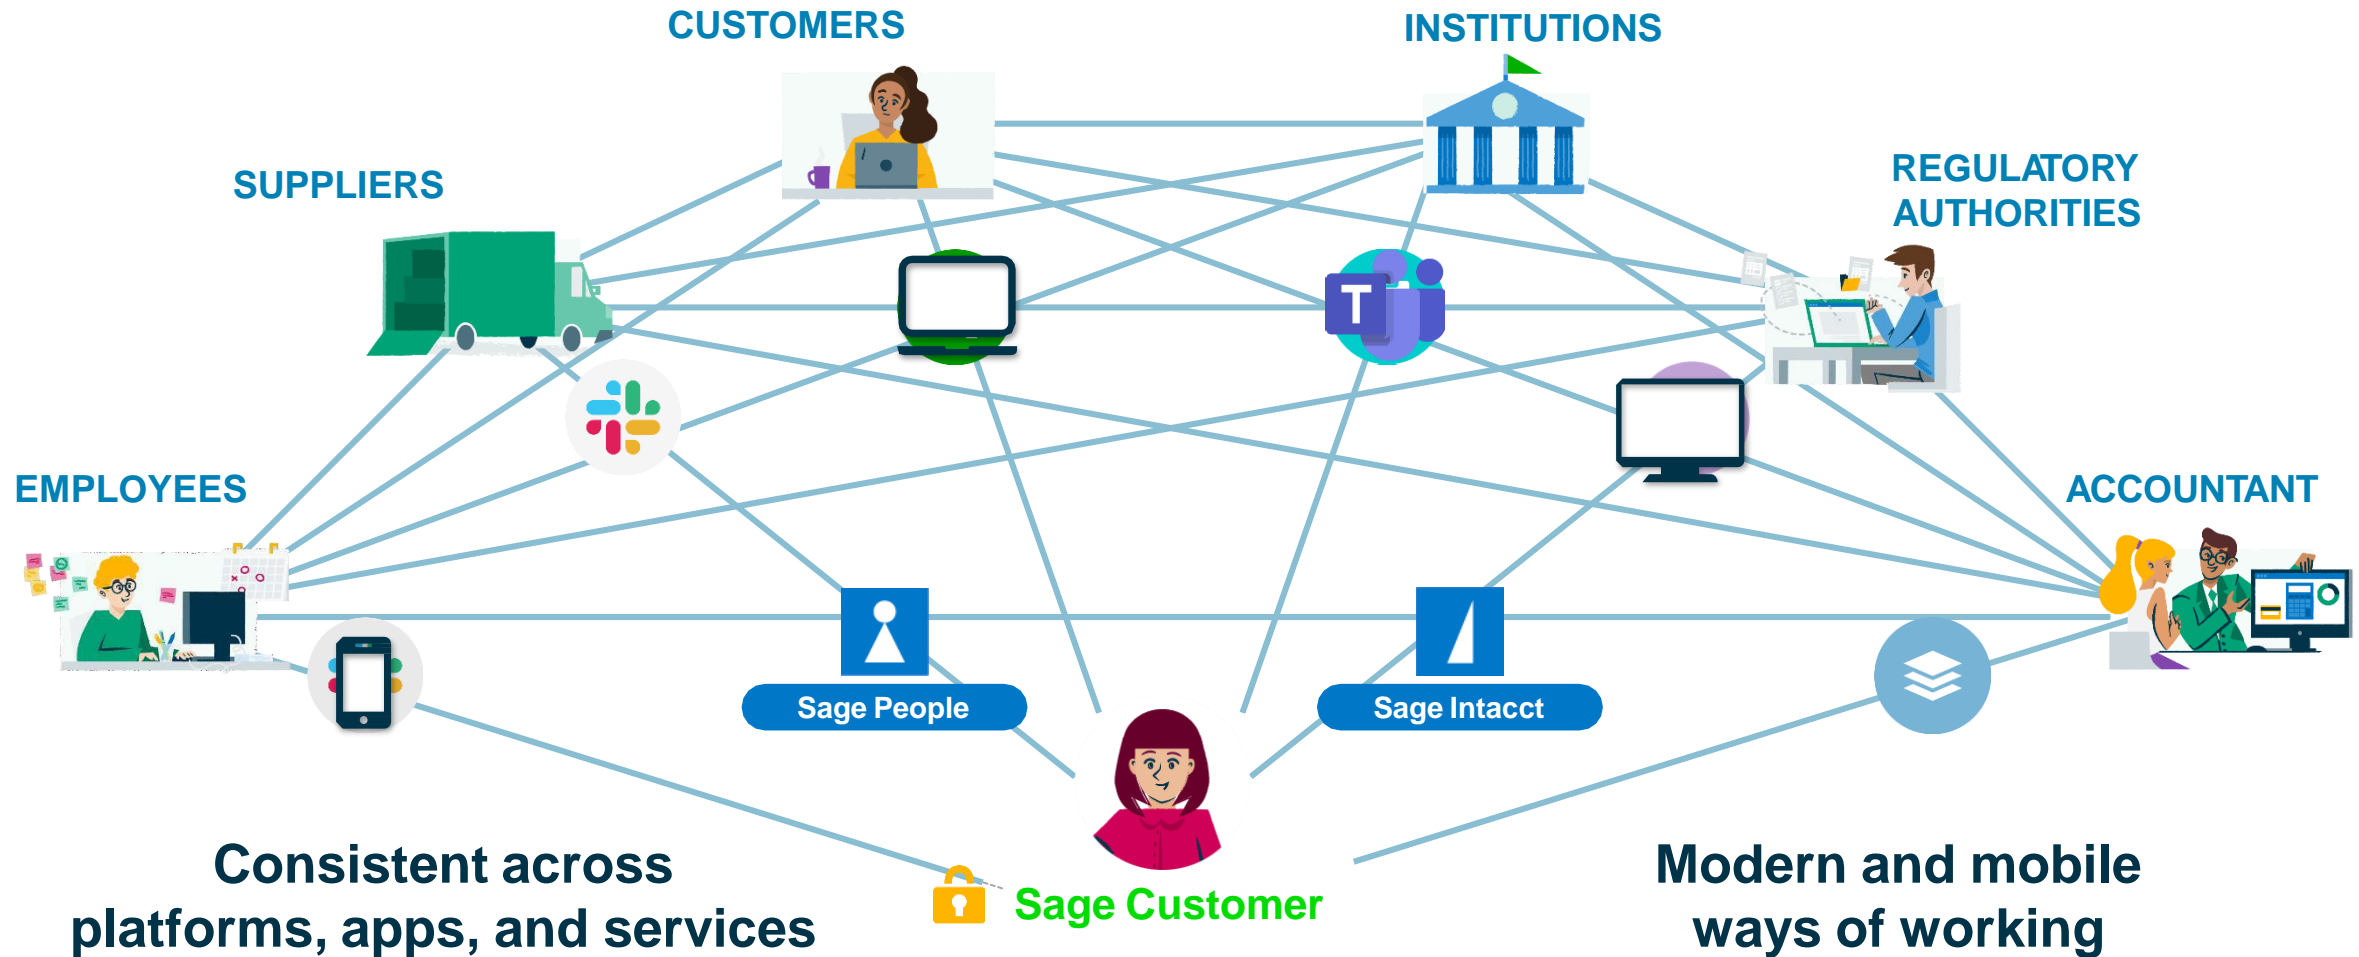 CUSTOMERS
INSTITUTIONS
SUPPLIERS
REGULATORY
AUTHORITIES
T
EMPLOYEES
ACCOUNTANT
Sage People
Sage Intacct
Sage Customer
Consistent across
platforms, apps, and services
Modern and mobile
ways of working